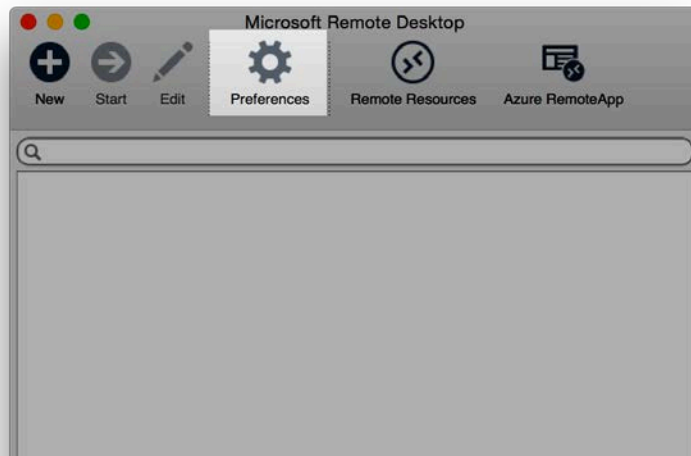 Microsoft Remote Desktop
New Start Edit Preferences Remote Resources Azure RemoteApp